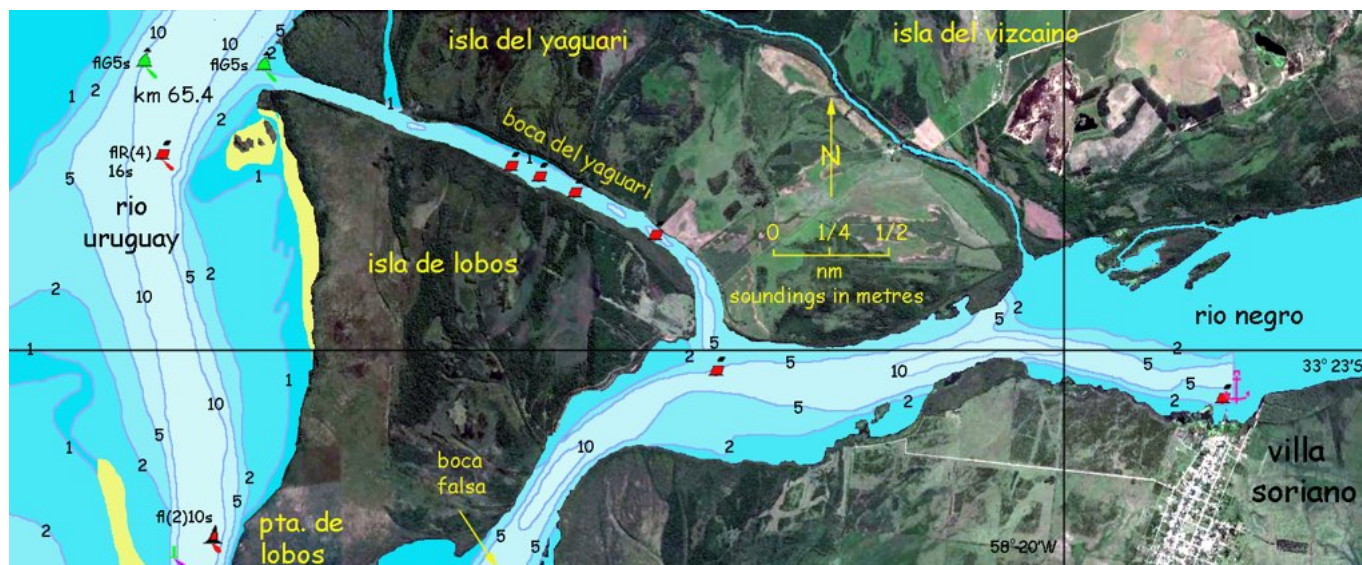 isla del yaguari
isla del vizcaino
10
10
5
2
flG5s
flG5s
1
2
km 65.4
1
2
flR(4)
16s
1
1
boca del yaguari
N
5
rio
uruguay
isla de lobos
0 1/4 1/2
nm
soundings in metres
5
2
10
2
1
2
5
rio negro
1
5
2
5
10
5
2
33° 23'S
1
10
5
2
5
2
2
5
1
2
10
boca
falsa
villa
soriano
2
5
fl(2)10s
pta. de
lobos
5
5
58°20'W